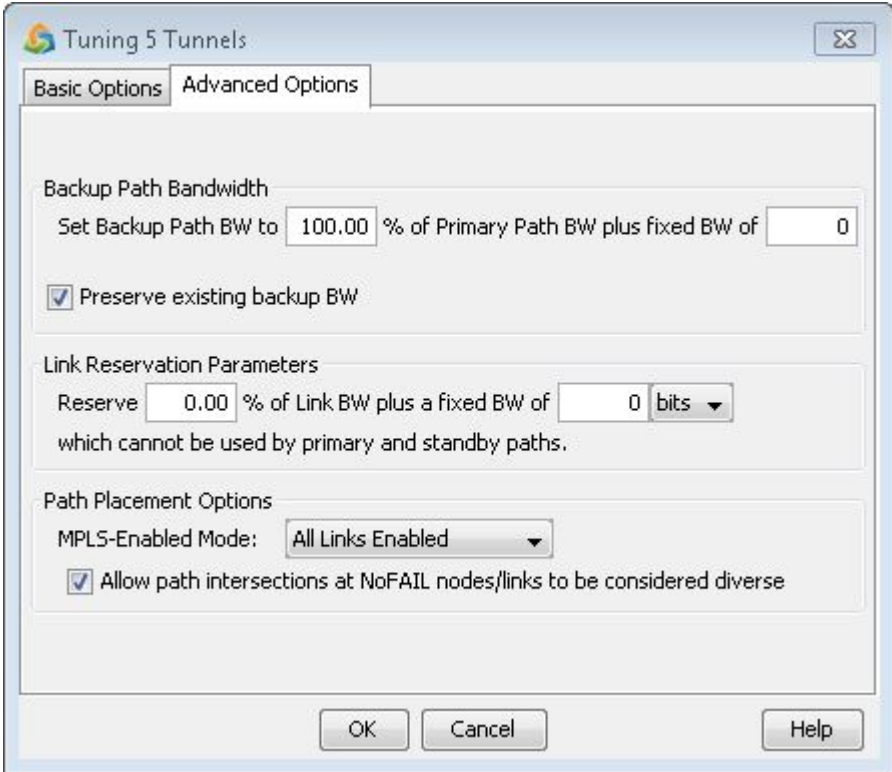 Tuning 5 Tunnels
Basic Options Advanced Options
Backup Path Bandwidth
Set Backup Path BW to 100.00 % of Primary Path BW plus fixed BW of 0
Preserve existing backup BW
Link Reservation Parameters
Reserve 0.00 % of Link BW plus a fixed BW of 0 bits
which cannot be used by primary and standby paths.
Path Placement Options
MPLS-Enabled Mode: All Links Enabled
Allow path intersections at NoFAIL nodes/links to be considered diverse
OK Cancel Help